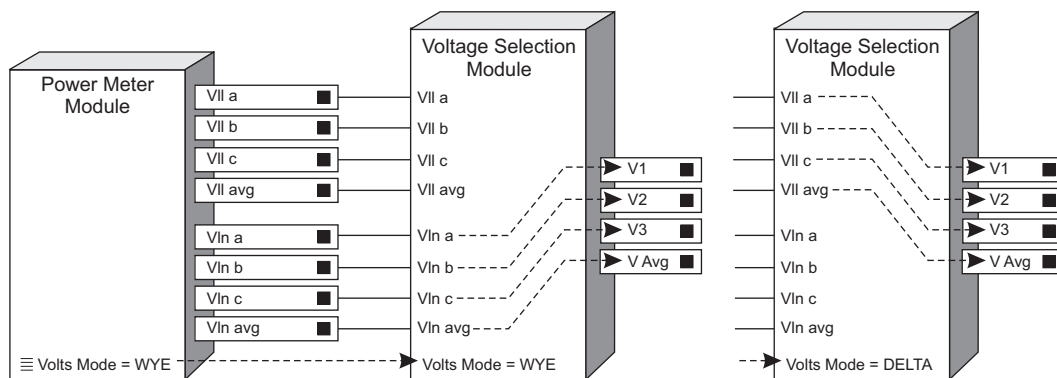 Power Meter
Module
Vll a
Vll b
Vll c
Vll avg
Vln a
Vln b
Vln c
Vln avg
Volts Mode = WYE
Voltage Selection
Module
Vll a
Vll b
Vll c
Vll avg
Vln a
Vln b
Vln c
Vln avg
Volts Mode = WYE
V1
V2
V3
V Avg
Voltage Selection
Module
Vll a
Vll b
Vll c
Vll avg
Vln a
Vln b
Vln c
Vln avg
Volts Mode = DELTA
V1
V2
V3
V Avg